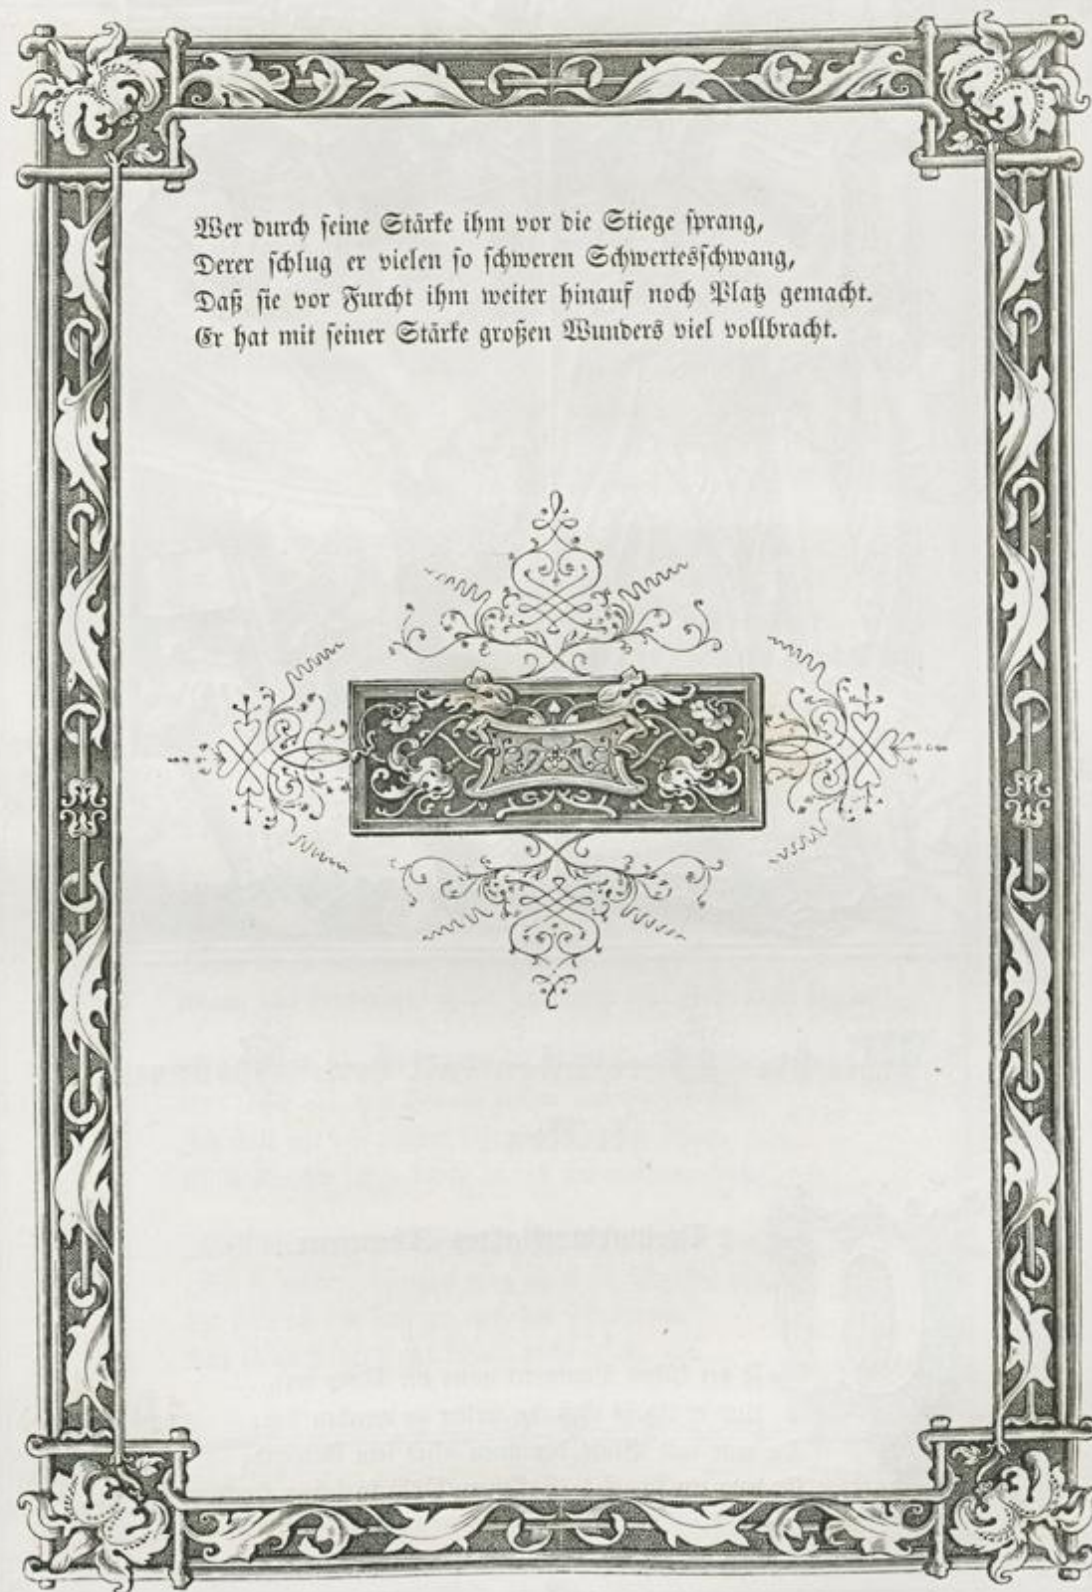 Wer durch seine Stärke ihm vor die Stiege sprang,
Derer schlug er vielen so schweren Schwertesschwang,
Daß sie vor Furcht ihm weiter hinauf noch Platz gemacht.
Er hat mit seiner Stärke großen Wunders viel vollbracht.